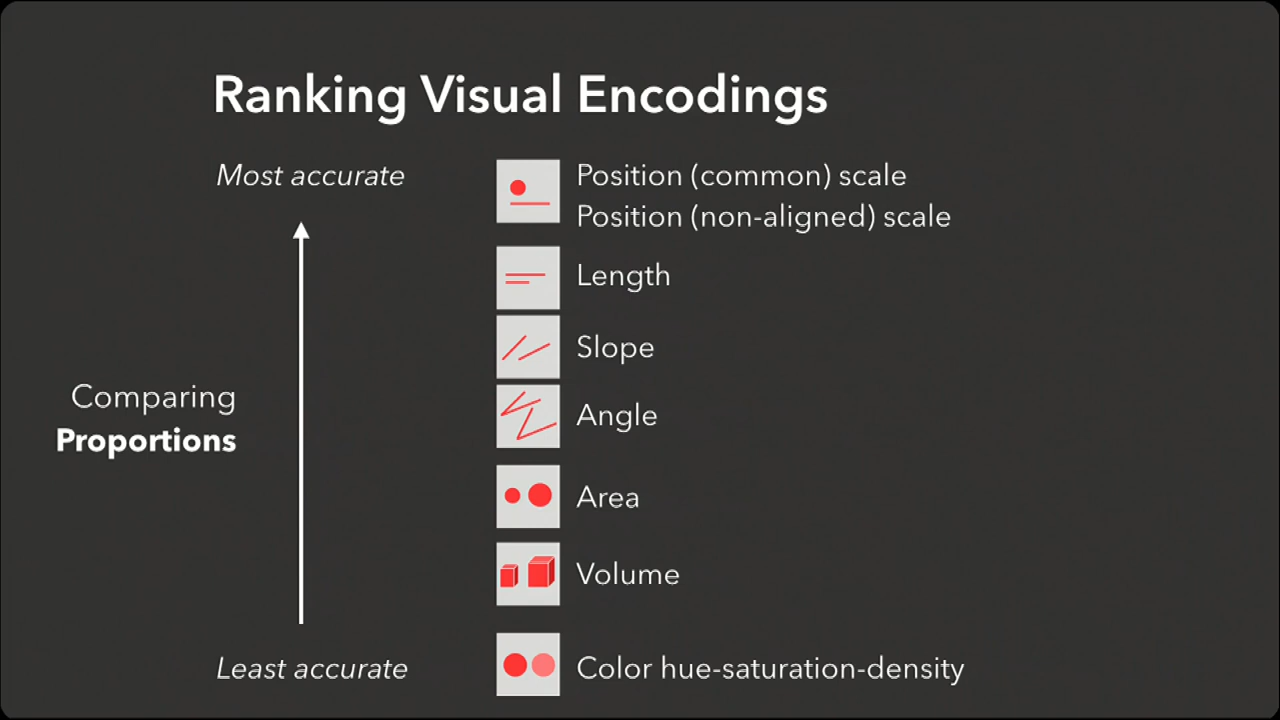 Ranking Visual Encodings
Most accurate
Position (common) scale
Position (non-aligned) scale
Length
Slope
Comparing
Proportions
Angle
Area
Volume
Least accurate
Color hue-saturation-density